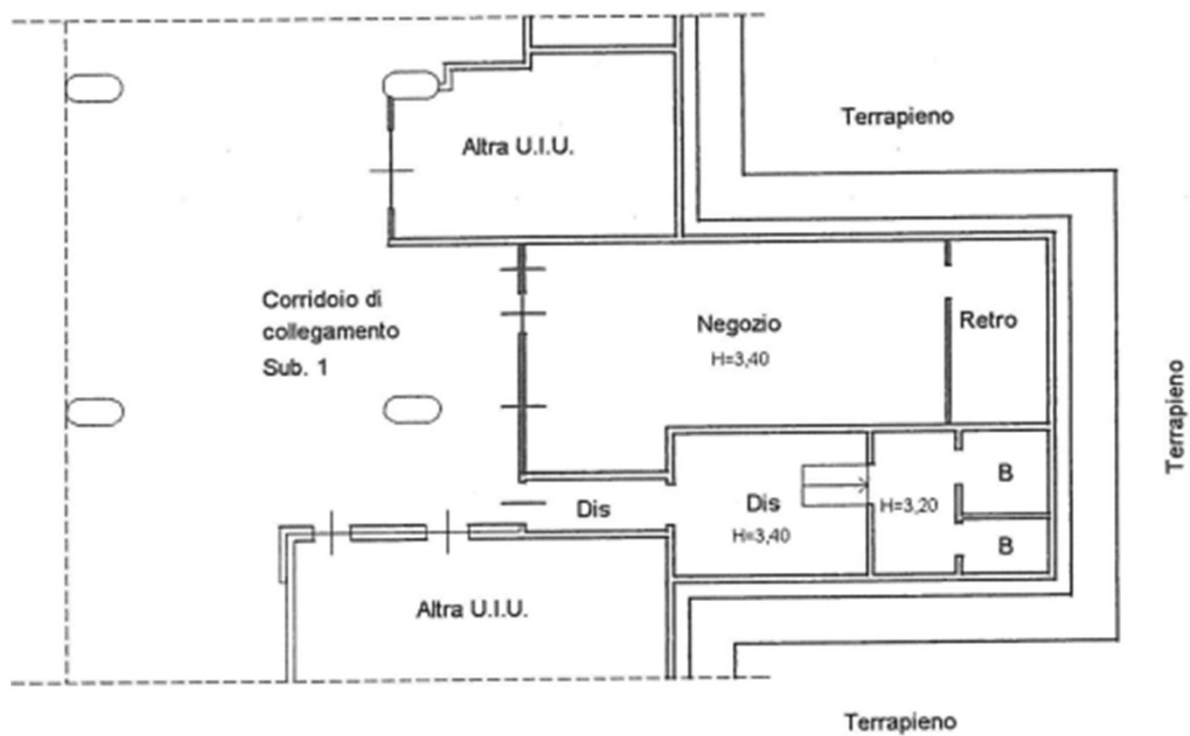 Terrapieno
Altra U.I.U.
Corridoio di
collegamento
Sub. 1
Negozio
H=3,40
Retro
Terrapieno
B
Dis
Dis
H=3,40
H=3,20
B
Altra U.I.U.
Terrapieno